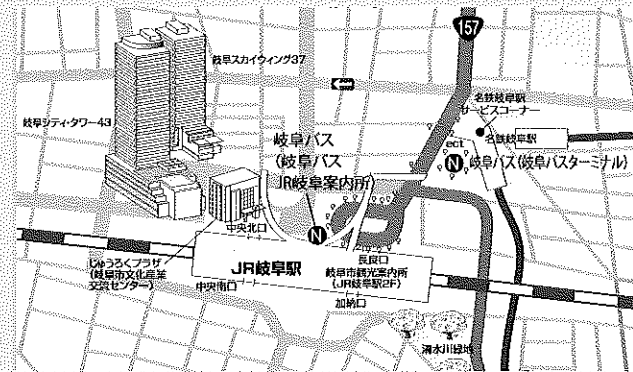 157
岐阜スカイウィング37
岐阜シティ・タワー43
名鉄岐阜駅
サービスコーナー
名鉄岐阜駅
ect
N
岐阜バス(岐阜バスターミナル)
岐阜バス
(岐阜バス
JR岐阜案内所)
N
中央北口
長良口
じゅうろくプラザ
(岐阜市文化産業
交流センター)
JR岐阜駅
岐阜市観光案内所
(JR岐阜駅2F)
中央南口
加納口
清水川緑地